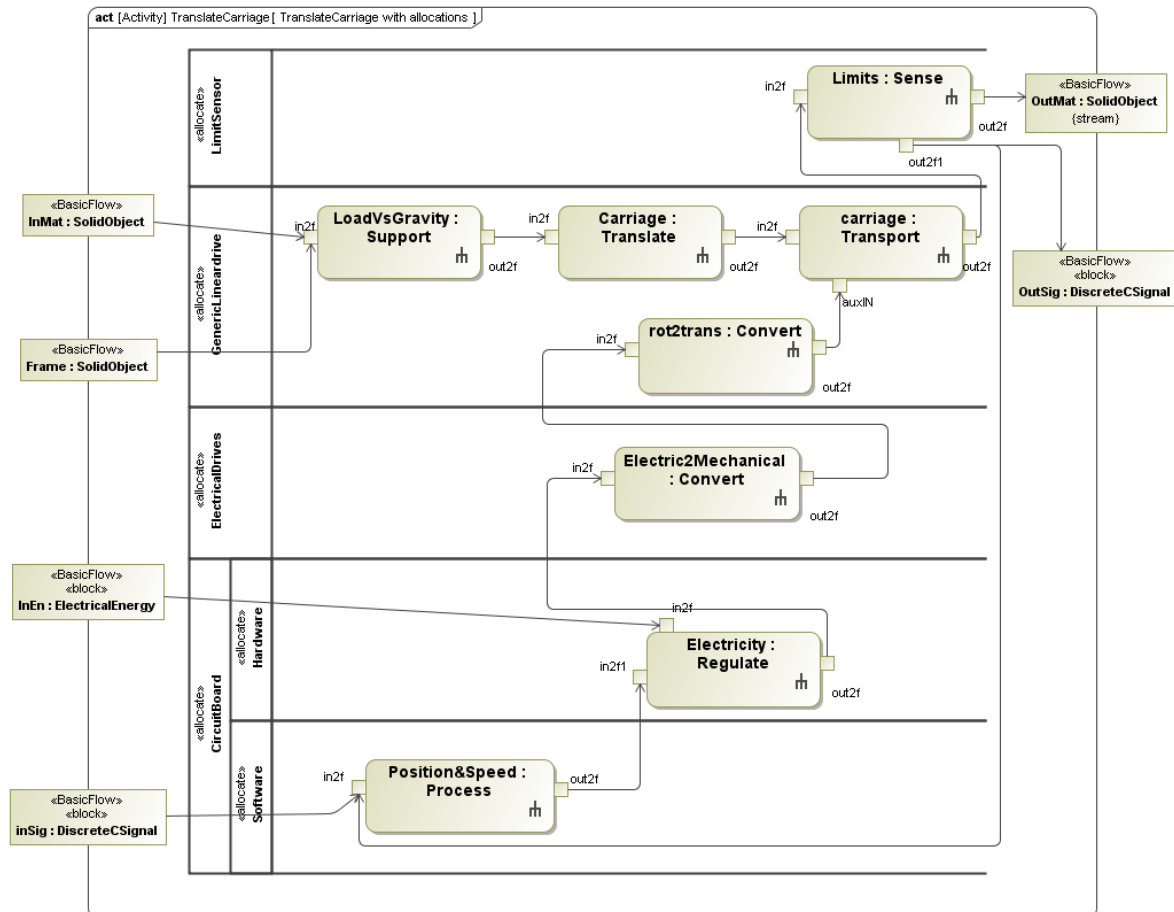 act [Activity] TranslateCarriage [ TranslateCarriage with allocations ]
«allocate»
LimitSensor
in2f
Limits : Sense
out2f
out2f1
«BasicFlow»
OutMat : SolidObject
{stream}
«BasicFlow»
InMat : SolidObject
«allocate»
GenericLineardrive
in2f
LoadVsGravity :
Support
out2f
in2f
Carriage :
Translate
out2f
in2f
carriage :
Transport
out2f
auxIN
«BasicFlow»
«block»
OutSig : DiscreteCSignal
«BasicFlow»
Frame : SolidObject
in2f
rot2trans : Convert
out2f
«allocate»
ElectricalDrives
in2f
Electric2Mechanical
: Convert
out2f
«BasicFlow»
«block»
InEn : ElectricalEnergy
«allocate»
CircuitBoard
«allocate»
Hardware
in2f
in2f1
Electricity :
Regulate
out2f
«allocate»
Software
in2f
Position&Speed :
Process
out2f
«BasicFlow»
«block»
inSig : DiscreteCSignal